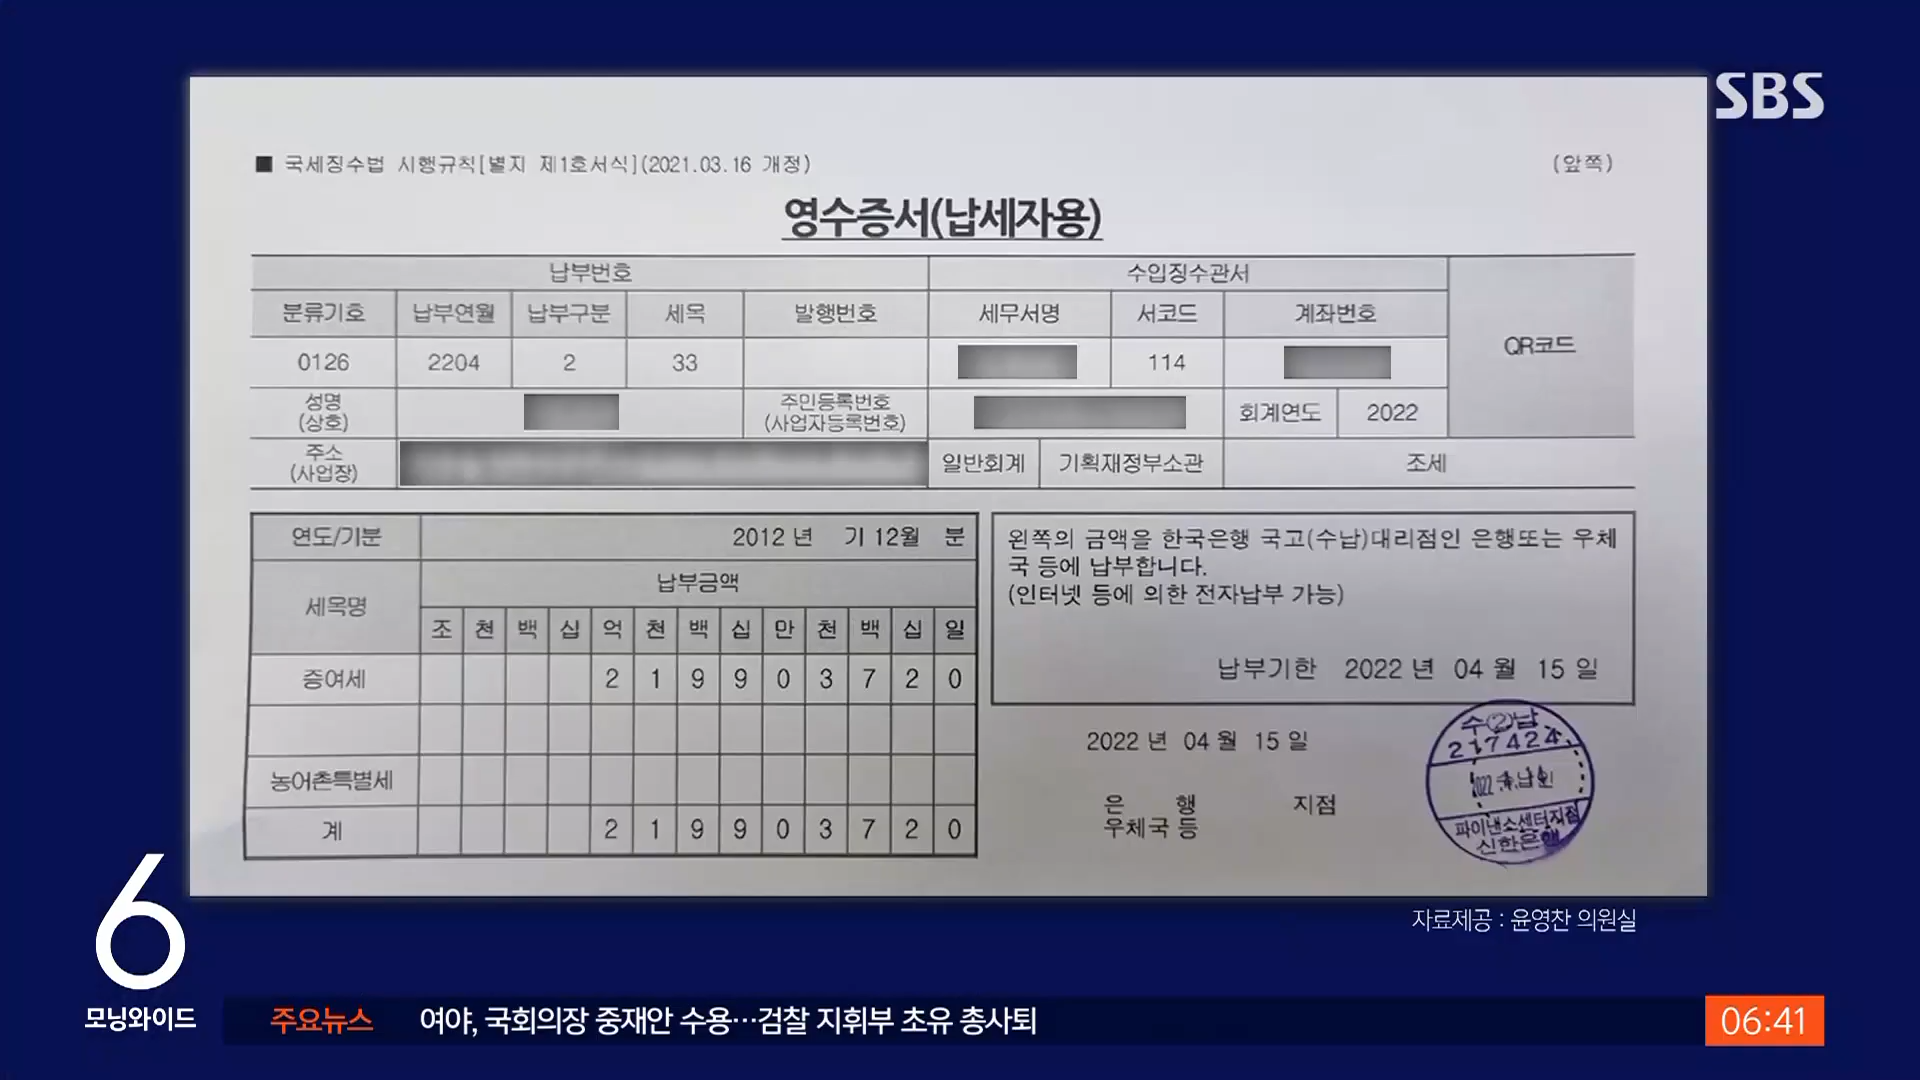 SBS
■ 국세징수법 시행규칙[별지 제1호서식](2021.03.16 개정) (앞쪽)
영수증서(납세자용)
납부번호 수입징수관서
분류기호 납부연월 납부구분 세목 발행번호 세무서명 서코드 계좌번호 QR코드
0126 2204 2 33 114
성명 (상호) 주민등록번호 (사업자등록번호) 회계연도 2022
주소 (사업장) 일반회계 기획재정부소관 조세
연도/기분 2012 년 기 12월 분
세목명 납부금액
조 천 백 십 억 천 백 십 만 천 백 십 일
증여세 2 1 9 9 0 3 7 2 0
농어촌특별세
계 2 1 9 9 0 3 7 2 0
왼쪽의 금액을 한국은행 국고(수납)대리점인 은행또는 우체
국 등에 납부합니다.
(인터넷 등에 의한 전자납부 가능)
납부기한 2022 년 04 월 15 일
2022 년 04 월 15 일
은 행 지점
우체국 등
수②납
217424
파이낸스센터지점
신한은행
자료제공 : 윤영찬 의원실
6
모닝와이드
주요뉴스 여야, 국회의장 중재안 수용…검찰 지휘부 초유 총사퇴
06:41